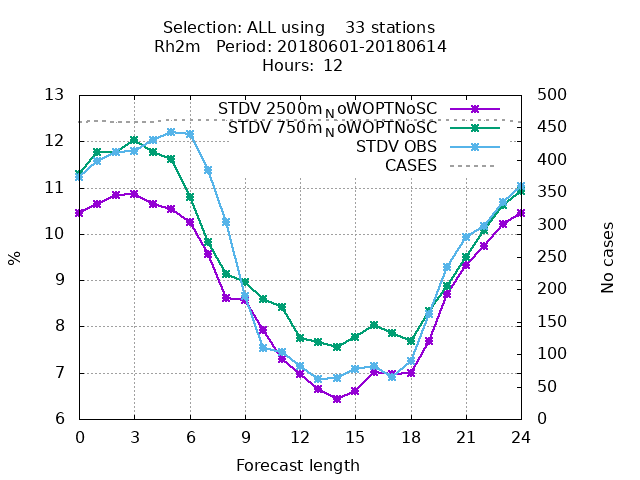 Selection: ALL using 33 stations
Rh2m Period: 20180601-20180614
Hours: 12
13 500
STDV 2500m_NoWOPTNoSC
12 450
STDV 750m_NoWOPTNoSC
STDV OBS
400
CASES
11 350
10 300
250
%
No cases
9 200
8 150
7 100
50
6 0
0 3 6 9 12 15 18 21 24
Forecast length